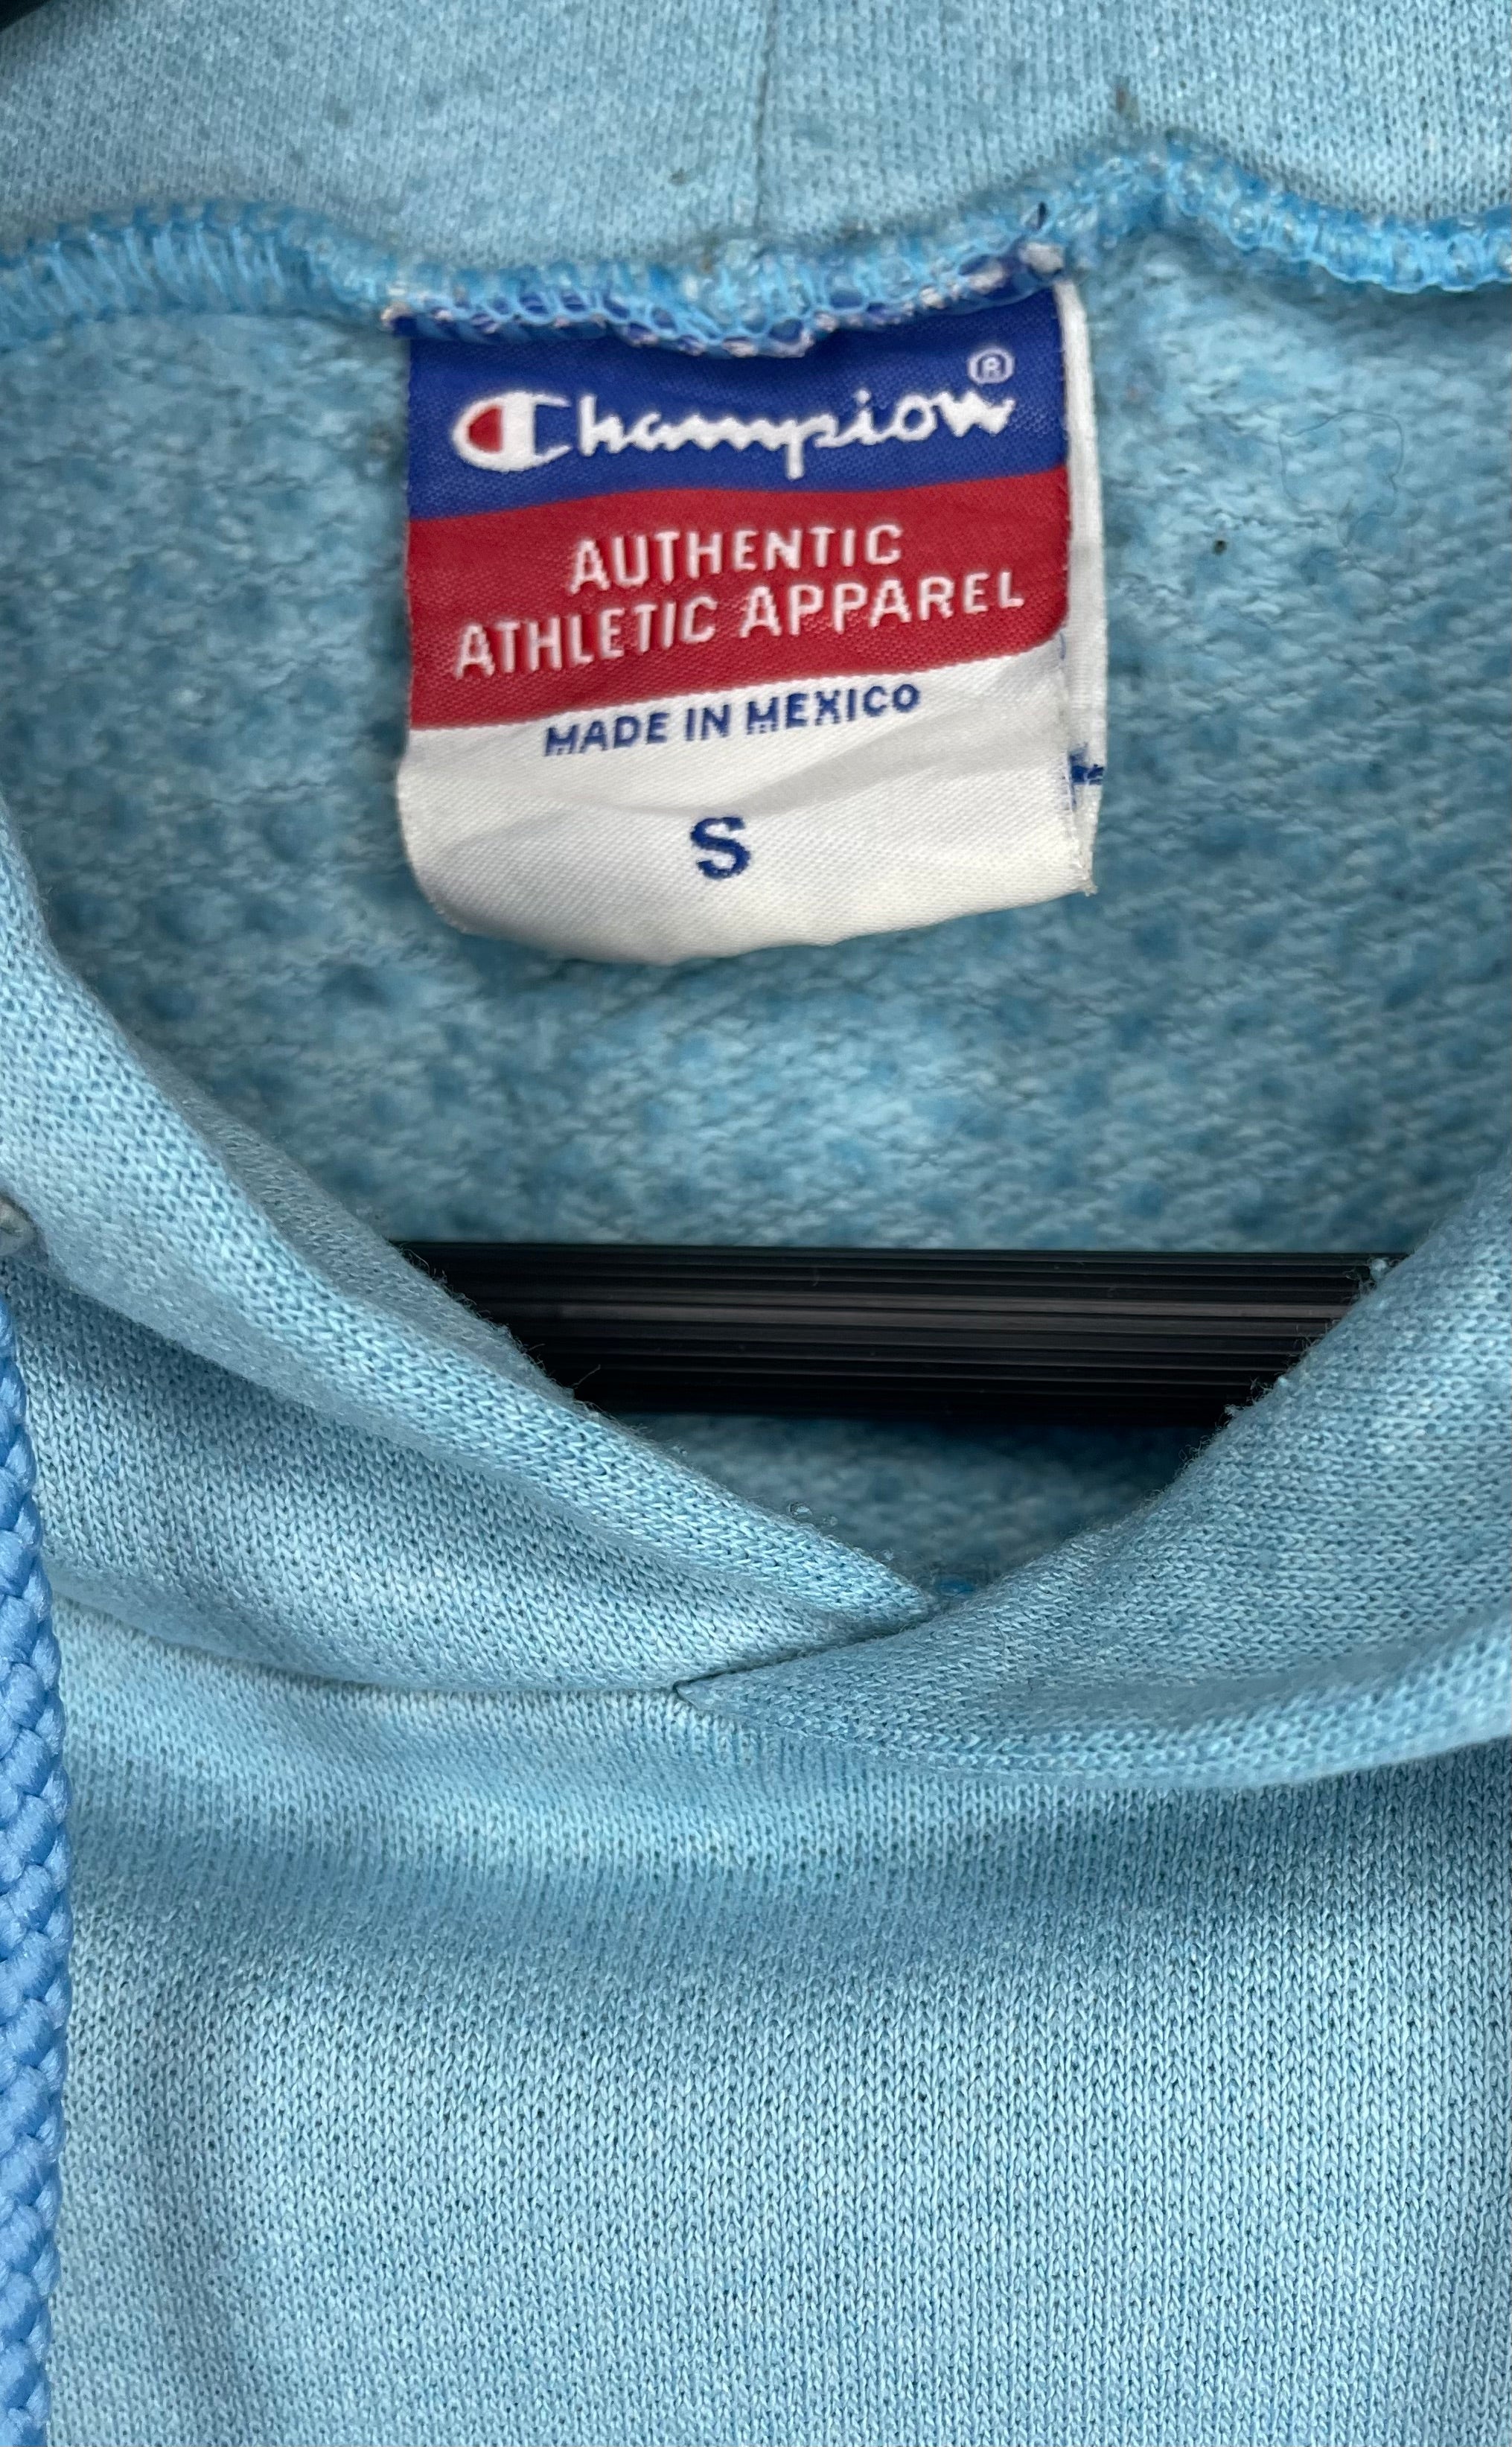 Champion®
AUTHENTIC
ATHLETIC APPAREL
MADE IN MEXICO
S